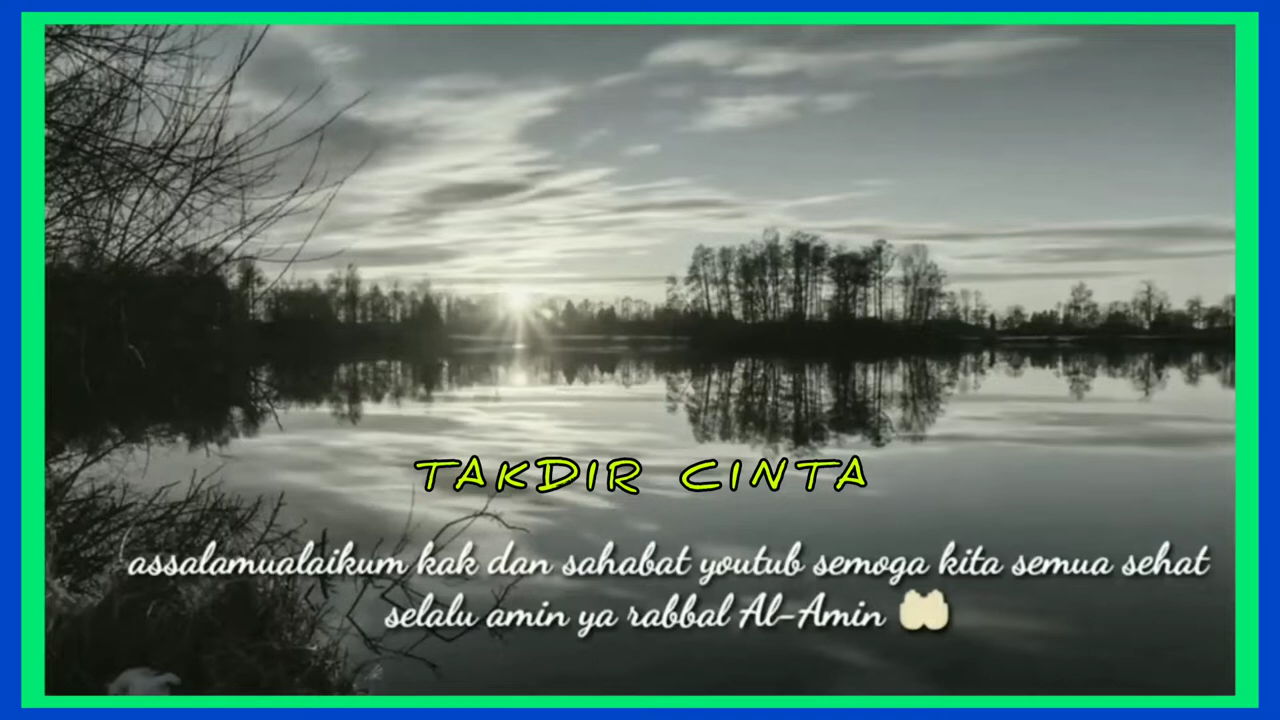 TAKDIR CINTA
assalamualaikum kak dan sahabat youtub semoga kita semua sehat
selalu amin ya rabbal Al-Amin 🤲